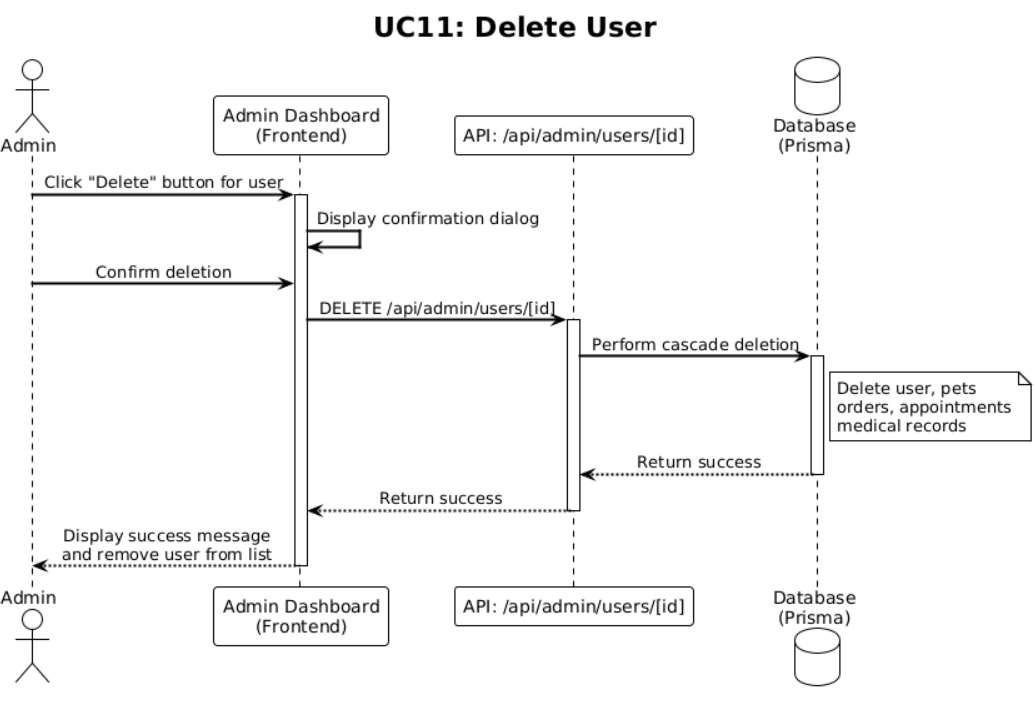 UC11: Delete User
Admin
Admin Dashboard
(Frontend)
API: /api/admin/users/[id]
Database
(Prisma)
Click "Delete" button for user
Display confirmation dialog
Confirm deletion
DELETE /api/admin/users/[id]
Perform cascade deletion
Delete user, pets
orders, appointments
medical records
Return success
Return success
Display success message
and remove user from list
Admin
Admin Dashboard
(Frontend)
API: /api/admin/users/[id]
Database
(Prisma)